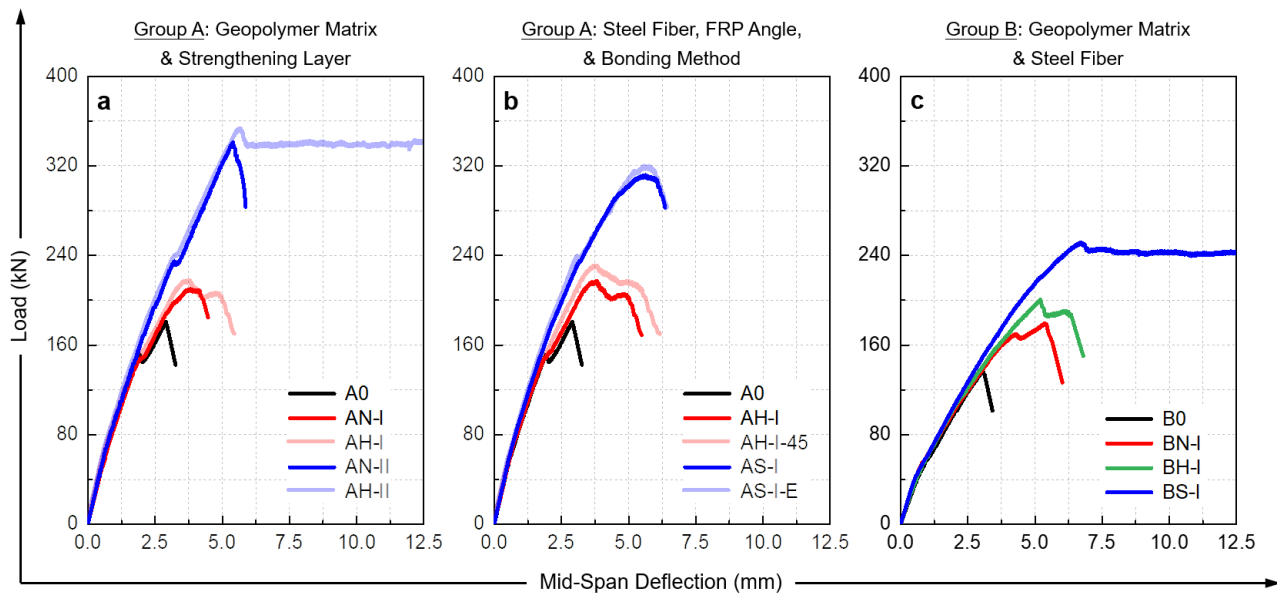 Group A: Geopolymer Matrix
& Strengthening Layer
Group A: Steel Fiber, FRP Angle,
& Bonding Method
Group B: Geopolymer Matrix
& Steel Fiber
Load (kN)
400
320
240
160
80
0
a
A0
AN-I
AH-I
AN-II
AH-II
0.0 2.5 5.0 7.5 10.0 12.5
400
320
240
160
80
0
b
A0
AH-I
AH-I-45
AS-I
AS-I-E
0.0 2.5 5.0 7.5 10.0 12.5
400
320
240
160
80
0
c
B0
BN-I
BH-I
BS-I
0.0 2.5 5.0 7.5 10.0 12.5
Mid-Span Deflection (mm)